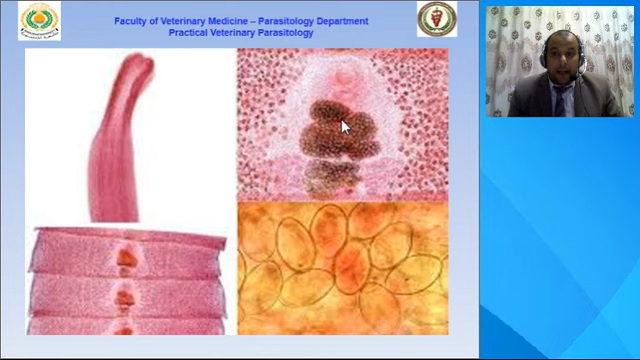 Faculty of Veterinary Medicine – Parasitology Department
Practical Veterinary Parasitology